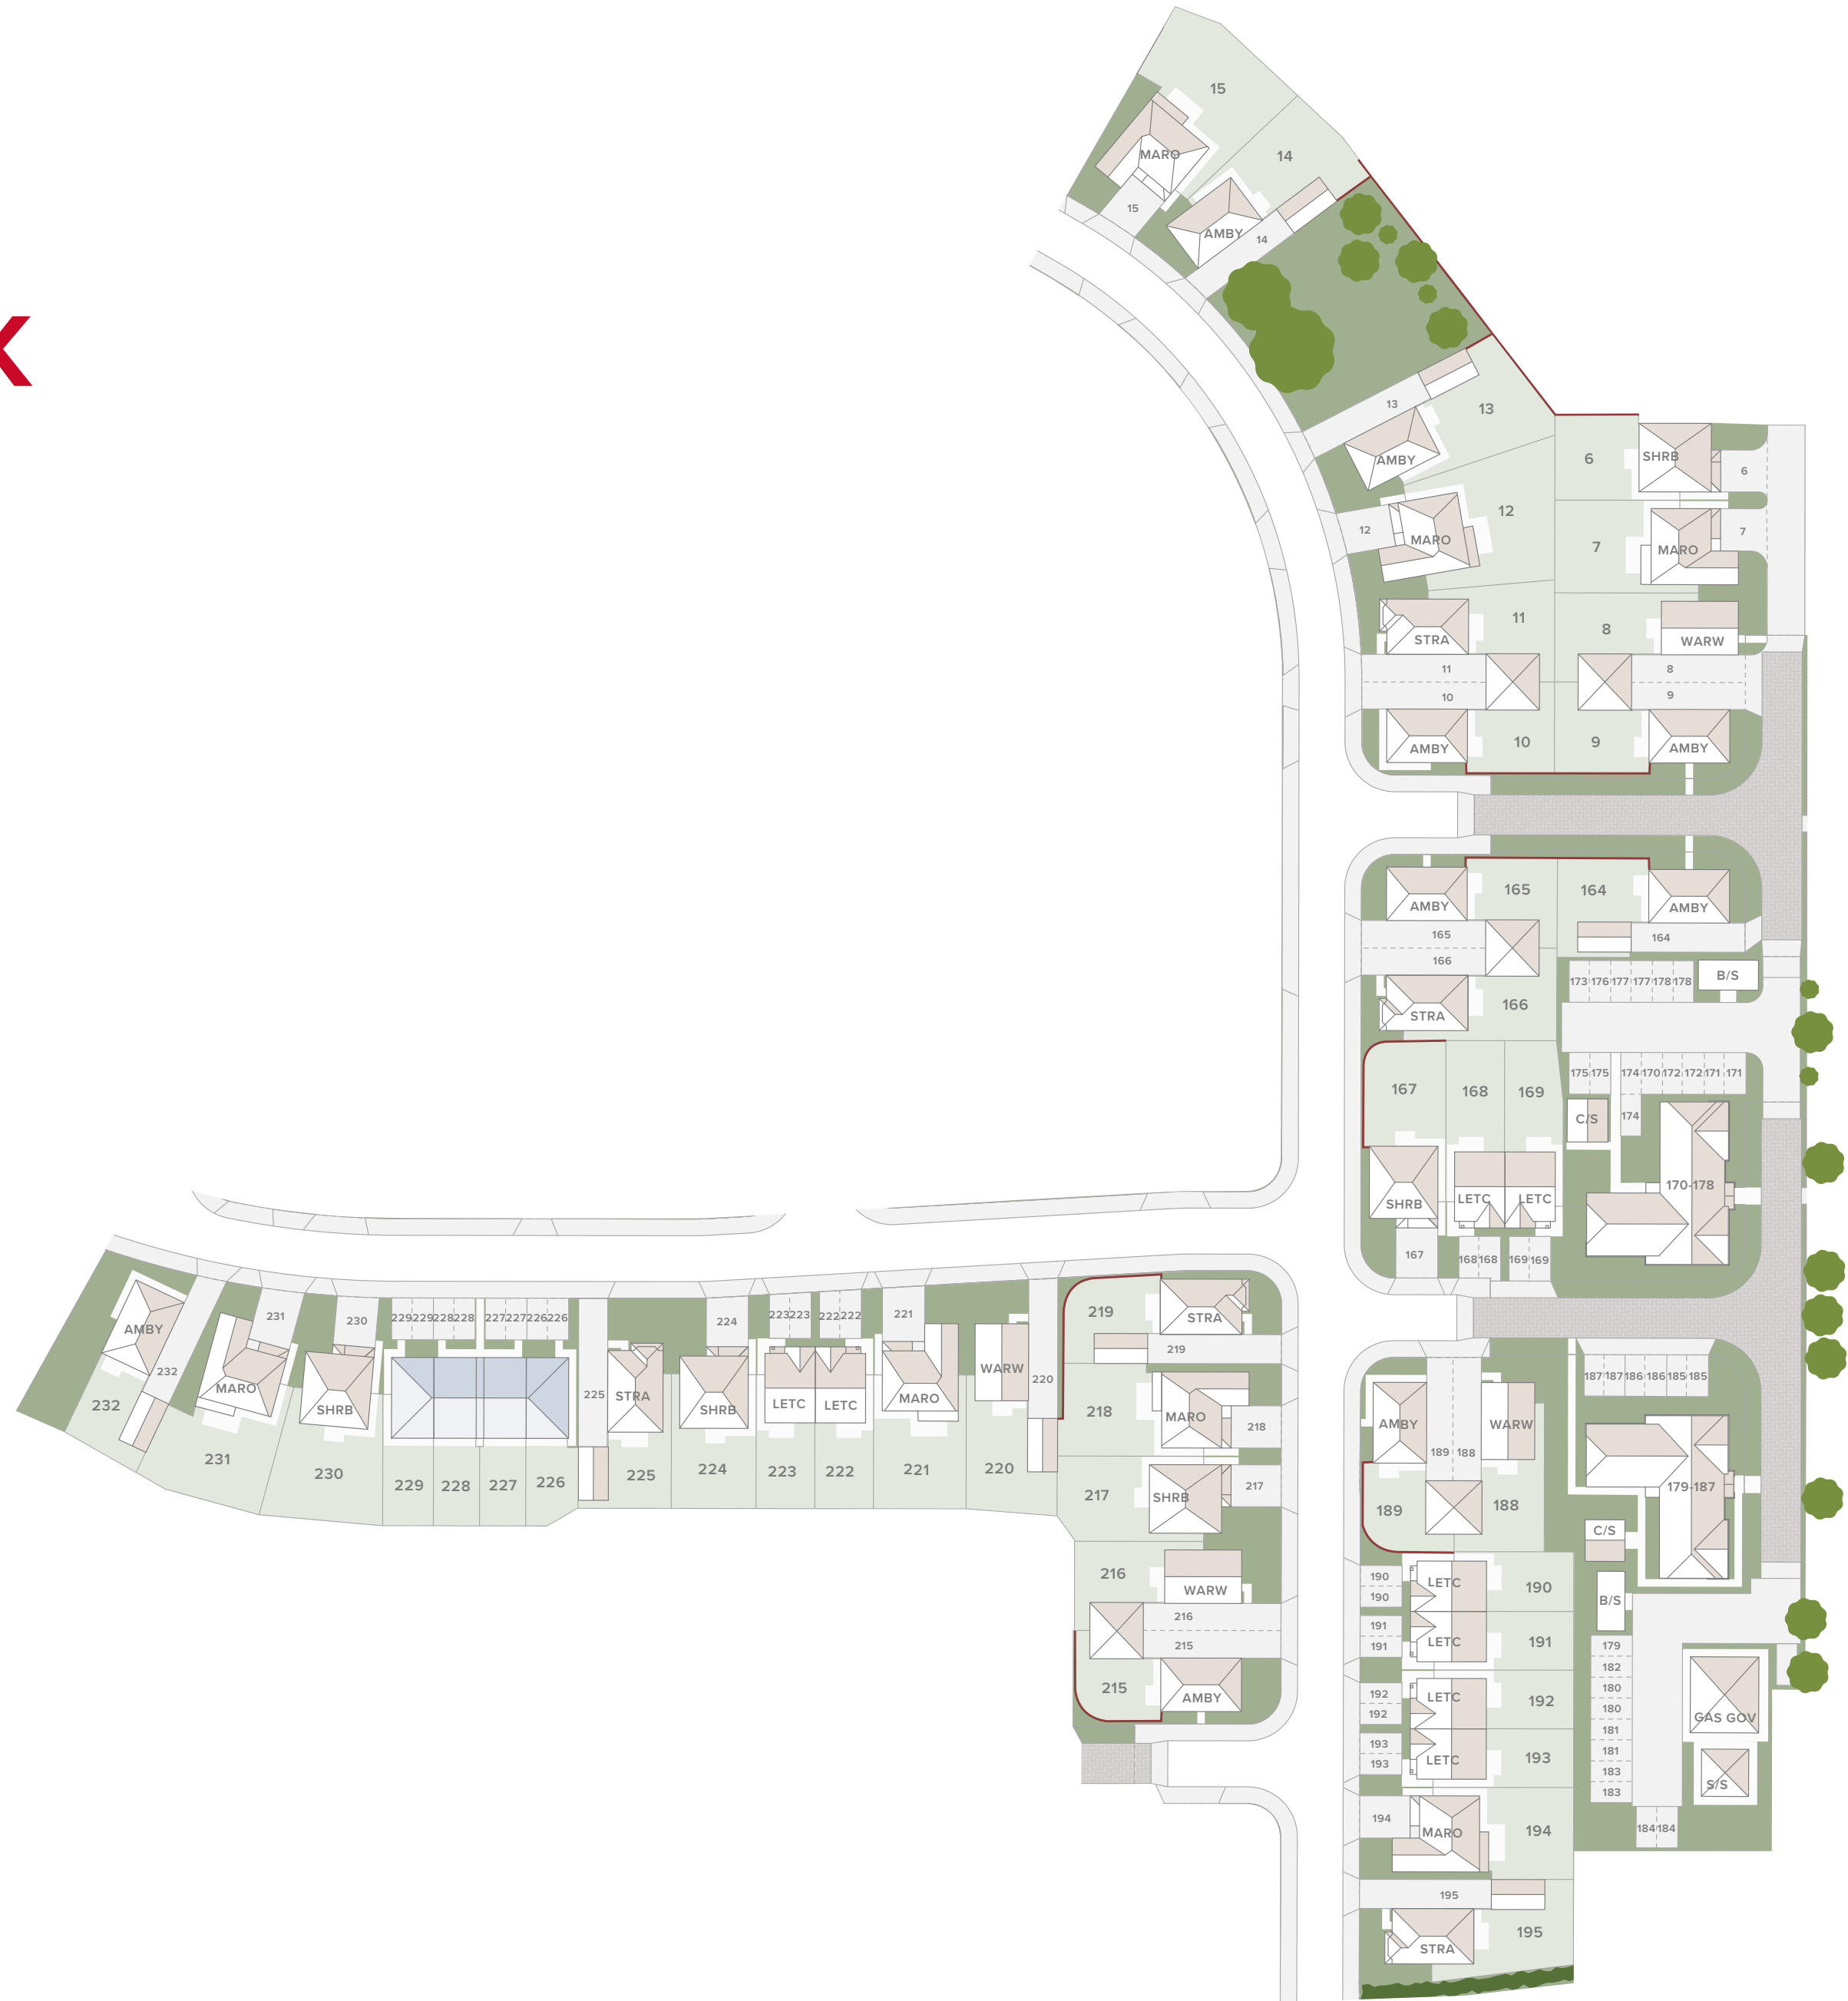 15
MARO
14
15
AMBY
14
K
13
13
AMBY
6
SHRB
6
12
12
MARO
7
MARO
7
11
STRA
8
WARW
11
8
10
9
AMBY
10
9
AMBY
165
164
AMBY
AMBY
165
164
166
173 176 177 177 178 178
B/S
STRA
166
175 175
174 170 172 172 171 171
167
168
169
C/S
174
170-178
SHRB
LETC
LETC
167
168 168
169 169
AMBY
232
232
231
MARO
231
230
SHRB
230
229 229 228 228
227 227 226 226
229
228
227
226
225
STRA
225
224
SHRB
224
223 223
222 222
LETC
LETC
223
222
221
MARO
221
WARW
220
220
219
STRA
219
218
MARO
218
217
SHRB
217
216
WARW
216
215
215
AMBY
187 187 186 186 185 185
AMBY
189
188
WARW
179-187
189
188
C/S
190
190
LETC
190
B/S
191
191
LETC
191
179
182
180
180
181
181
183
183
192
192
LETC
192
GAS GOV
193
193
LETC
193
S/S
194
MARO
194
184 184
195
STRA
195